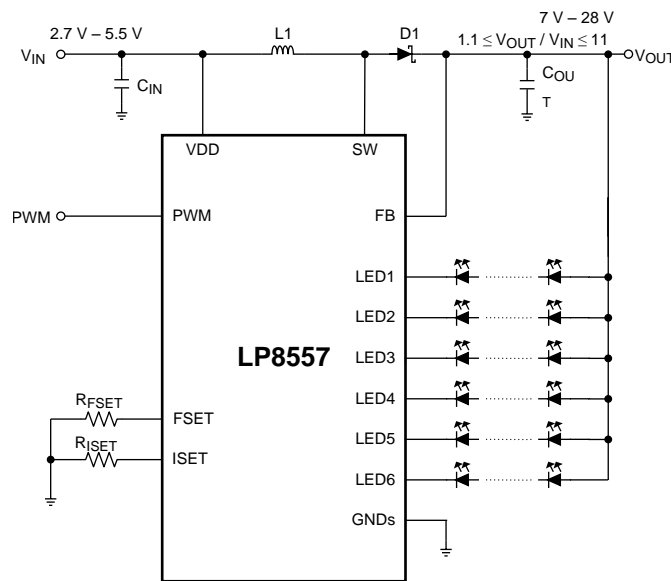 2.7 V – 5.5 V
7 V – 28 V
L1
D1
1.1 ≤ VOUT / VIN ≤ 11
VIN
VOUT
CIN
COU
T
VDD
SW
PWM
PWM
FB
LED1
LED2
LED3
LP8557
LED4
RFSET
FSET
LED5
RISET
ISET
LED6
GNDs